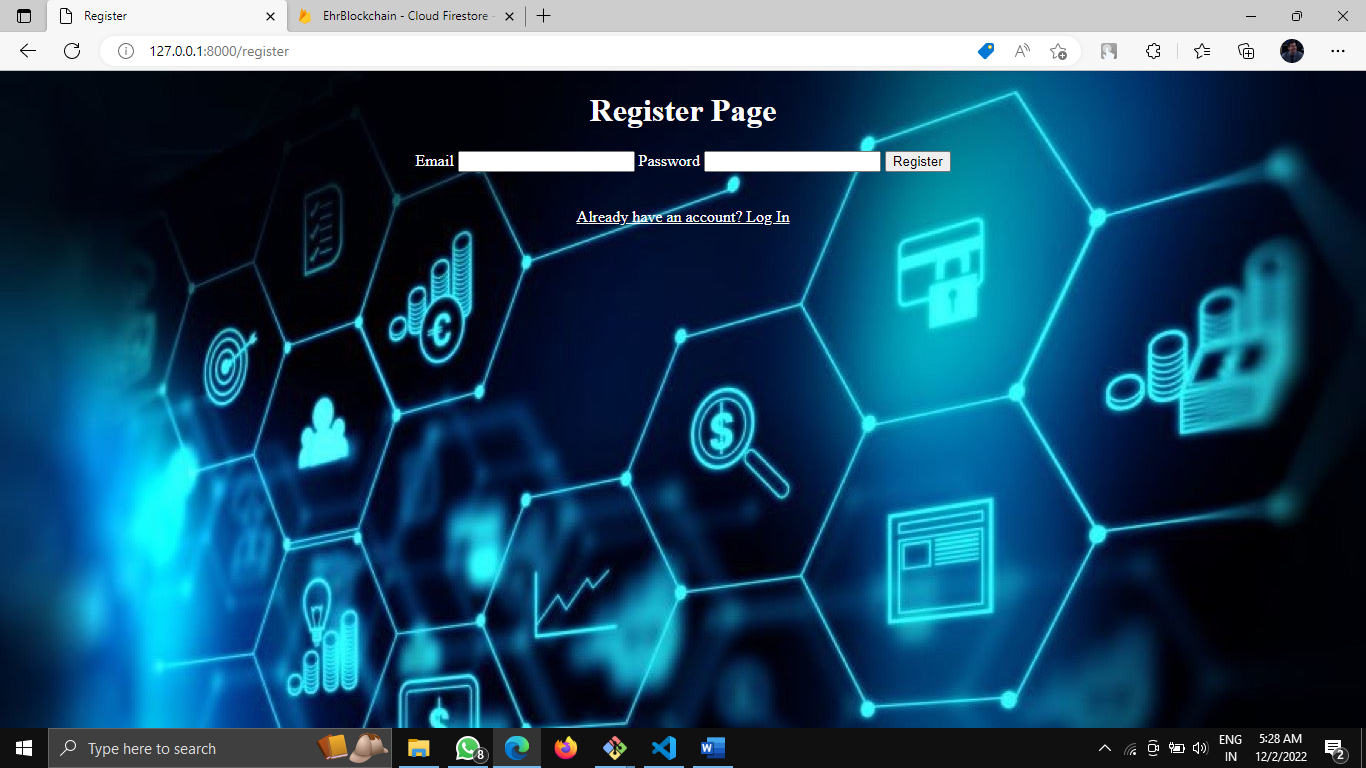 Register
EhrBlockchain - Cloud Firestore -
127.0.0.1:8000/register
Register Page
Email Password Register
Already have an account? Log In
€
$
$
Type here to search
8
ENG
IN
5:28 AM
12/2/2022
2